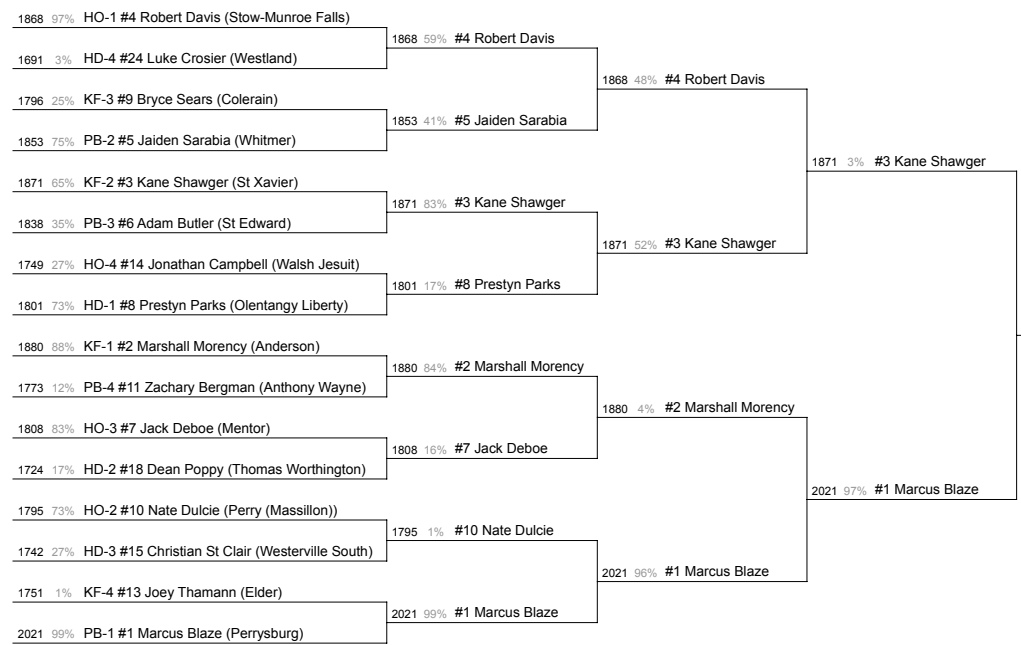 1868 97% HO-1 #4 Robert Davis (Stow-Munroe Falls)
1868 59% #4 Robert Davis
1691 3% HD-4 #24 Luke Crosier (Westland)
1868 48% #4 Robert Davis
1796 25% KF-3 #9 Bryce Sears (Colerain)
1853 41% #5 Jaiden Sarabia
1853 75% PB-2 #5 Jaiden Sarabia (Whitmer)
1871 3% #3 Kane Shawger
1871 65% KF-2 #3 Kane Shawger (St Xavier)
1871 83% #3 Kane Shawger
1838 35% PB-3 #6 Adam Butler (St Edward)
1871 52% #3 Kane Shawger
1749 27% HO-4 #14 Jonathan Campbell (Walsh Jesuit)
1801 17% #8 Prestyn Parks
1801 73% HD-1 #8 Prestyn Parks (Olentangy Liberty)
1880 88% KF-1 #2 Marshall Morency (Anderson)
1880 84% #2 Marshall Morency
1773 12% PB-4 #11 Zachary Bergman (Anthony Wayne)
1880 4% #2 Marshall Morency
1808 83% HO-3 #7 Jack Deboe (Mentor)
1808 16% #7 Jack Deboe
1724 17% HD-2 #18 Dean Poppy (Thomas Worthington)
2021 97% #1 Marcus Blaze
1795 73% HO-2 #10 Nate Dulcie (Perry (Massillon))
1795 1% #10 Nate Dulcie
1742 27% HD-3 #15 Christian St Clair (Westerville South)
2021 96% #1 Marcus Blaze
1751 1% KF-4 #13 Joey Thamann (Elder)
2021 99% #1 Marcus Blaze
2021 99% PB-1 #1 Marcus Blaze (Perrysburg)